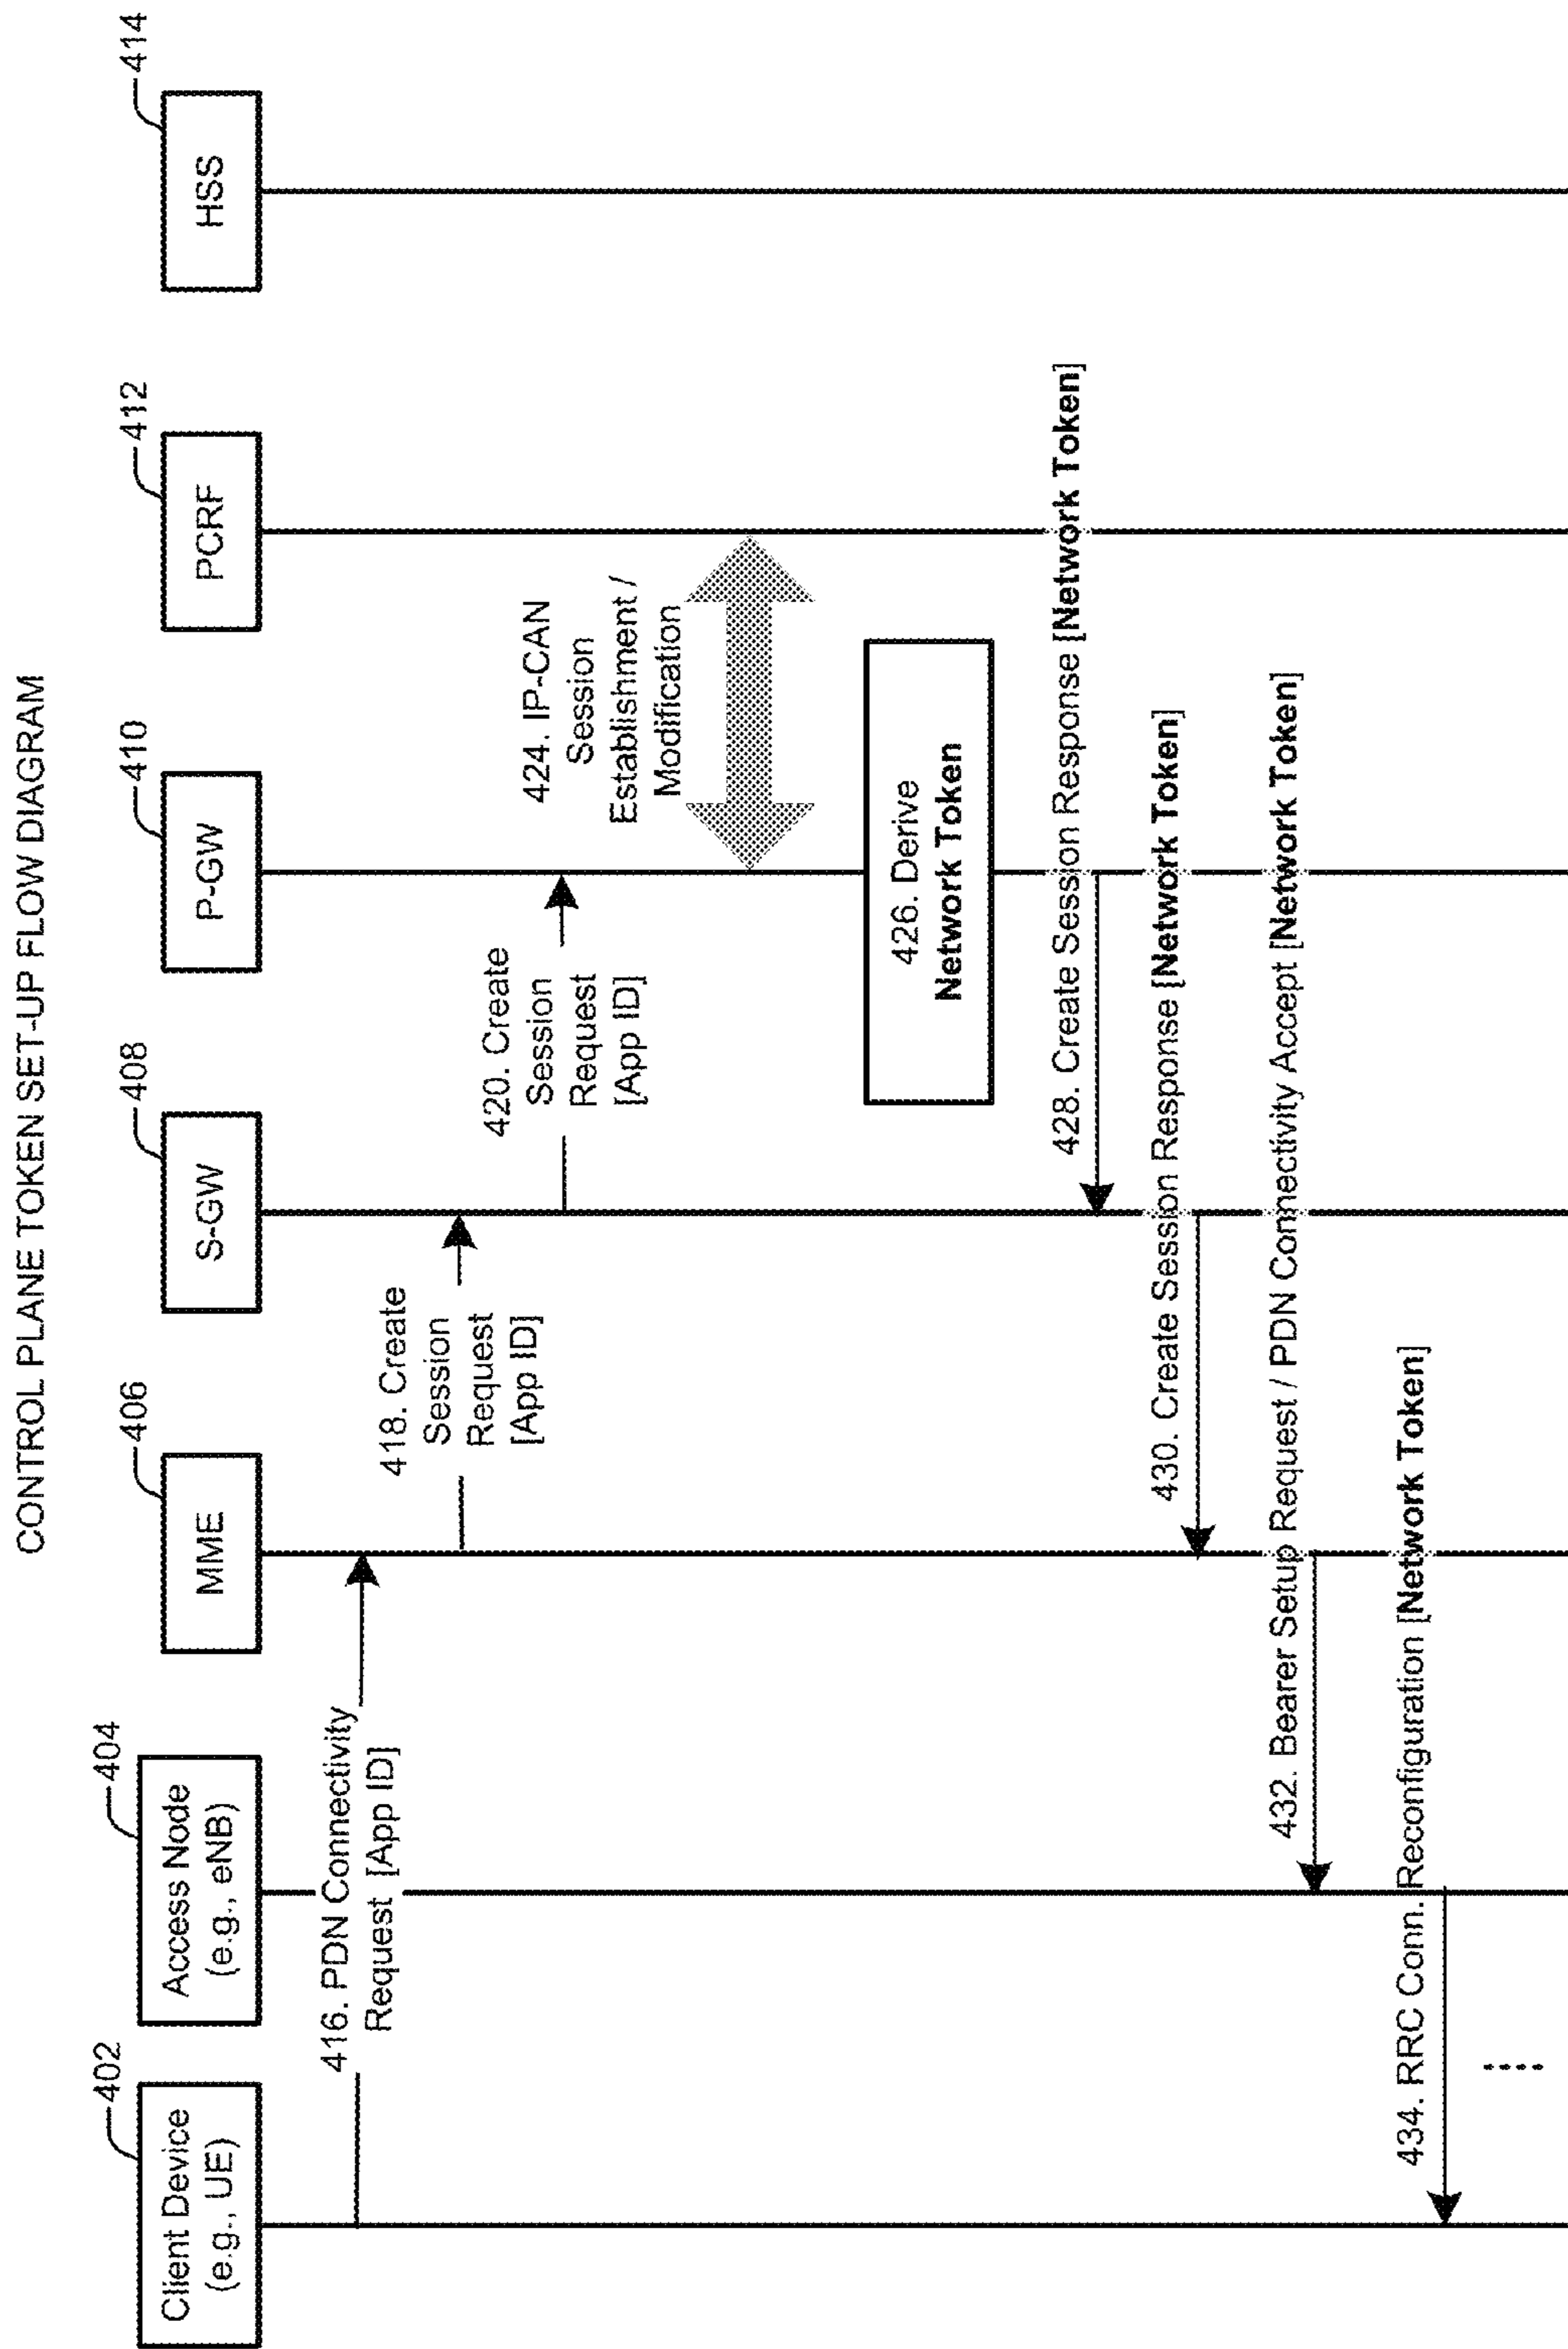 CONTROL PLANE TOKEN SET-UP FLOW DIAGRAM
402
Client Device
(e.g., UE)
404
Access Node
(e.g., eNB)
406
MME
408
S-GW
410
P-GW
412
PCRF
414
HSS
416. PDN Connectivity
Request [App ID]
418. Create
Session
Request
[App ID]
420. Create
Session
Request
[App ID]
424. IP-CAN
Session
Establishment /
Modification
426. Derive
Network Token
428. Create Session Response [Network Token]
430. Create Session Response [Network Token]
432. Bearer Setup Request / PDN Connectivity Accept [Network Token]
434. RRC Conn. Reconfiguration [Network Token]